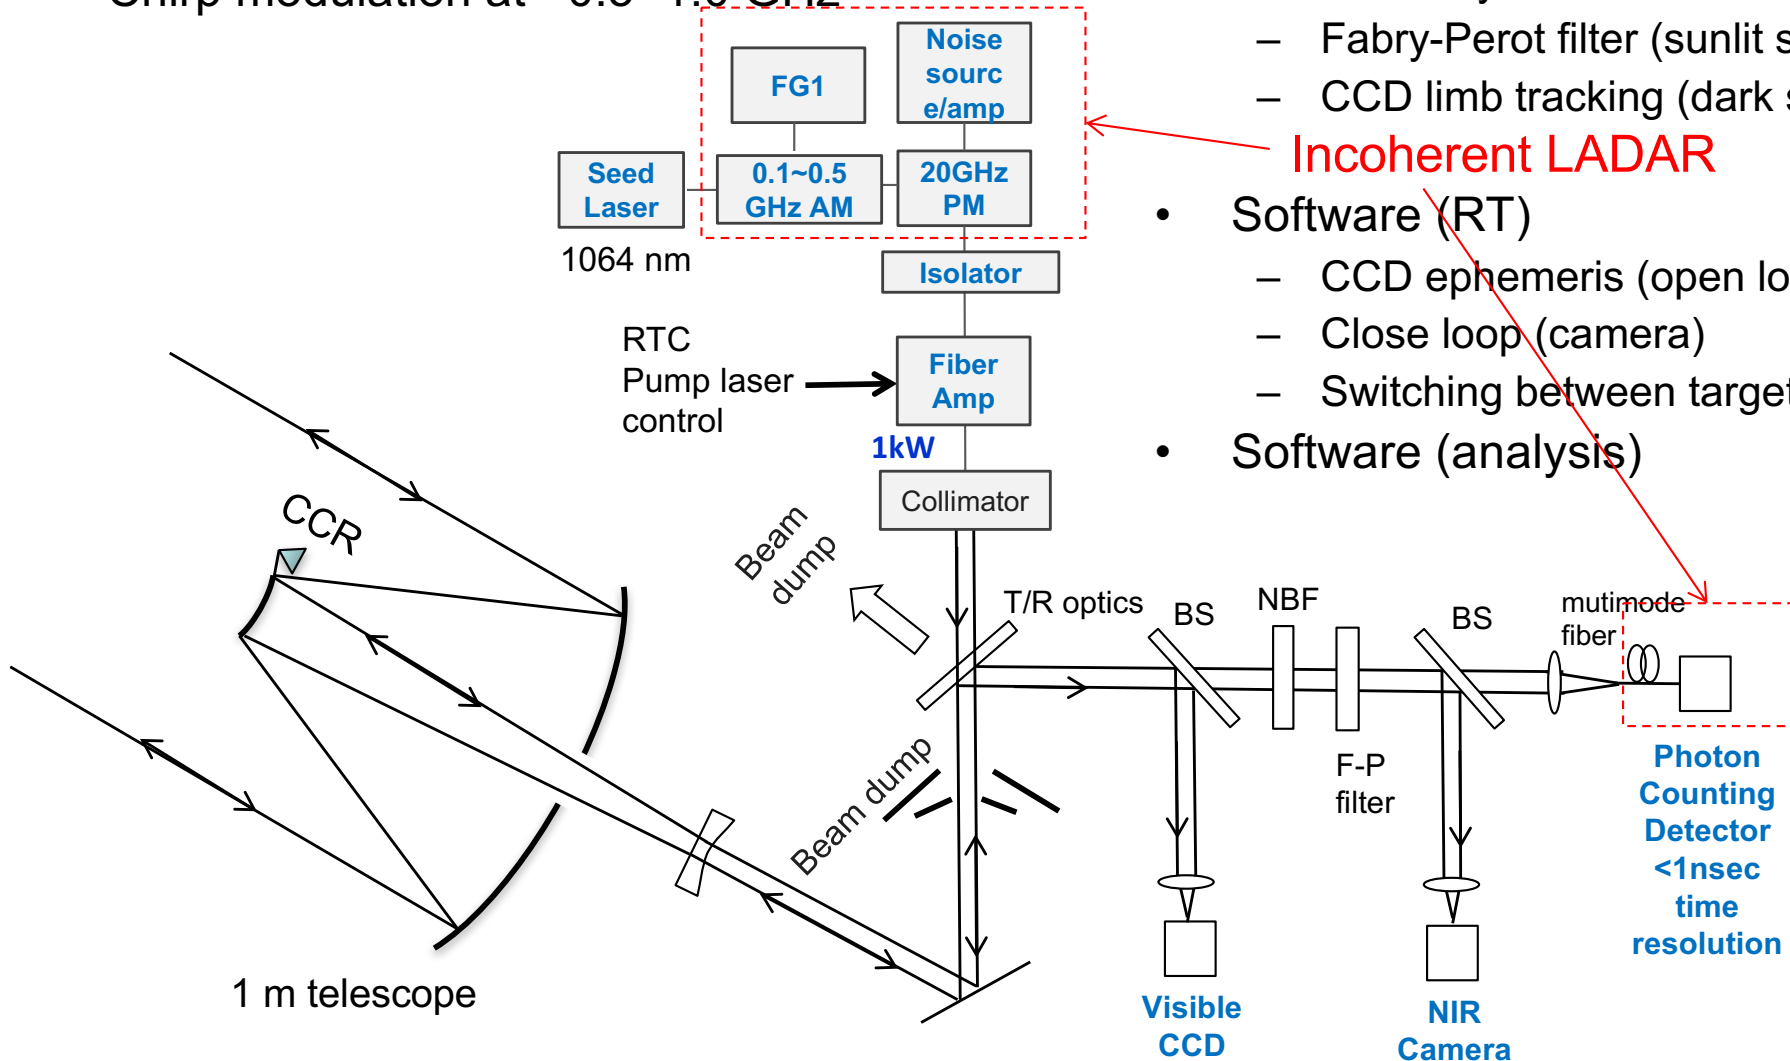 Noise
sourc
e/amp
FG1
Seed
Laser
0.1~0.5
GHz AM
20GHz
PM
1064 nm
Isolator
RTC
Pump laser
control
Fiber
Amp
1kW
Collimator
– Fabry-Perot filter (sunlit s
– CCD limb tracking (dark s
Incoherent LADAR
• Software (RT)
– CCD ephemeris (open lo
– Close loop (camera)
– Switching between target
• Software (analysis)
CCR
Beam
dump
T/R optics
BS
NBF
BS
mutimode
fiber
F-P
filter
Beam dump
Photon
Counting
Detector
<1nsec
time
resolution
1 m telescope
Visible
CCD
NIR
Camera